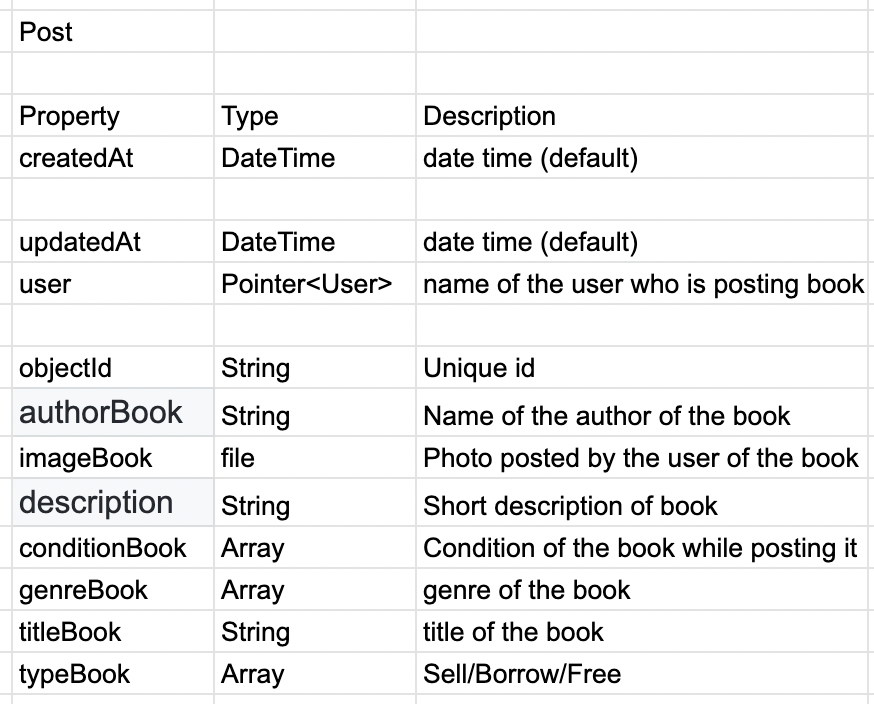 Post
Property Type Description
createdAt DateTime date time (default)
updatedAt DateTime date time (default)
user Pointer<User> name of the user who is posting book
objectId String Unique id
authorBook String Name of the author of the book
imageBook file Photo posted by the user of the book
description String Short description of book
conditionBook Array Condition of the book while posting it
genreBook Array genre of the book
titleBook String title of the book
typeBook Array Sell/Borrow/Free